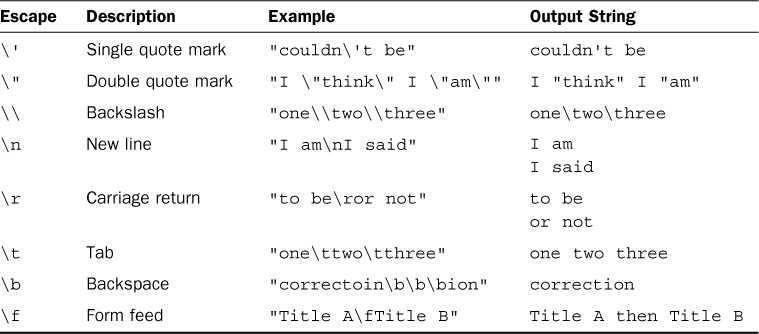 Escape Description Example Output String
\' Single quote mark "couldn\'t be" couldn't be
\" Double quote mark "I \"think\" I \"am\"" I "think" I "am"
\\ Backslash "one\\two\\three" one\two\three
\n New line "I am\nI said" I am
I said
\r Carriage return "to be\ror not" to be
or not
\t Tab "one\ttwo\tthree" one two three
\b Backspace "correctoin\b\b\bion" correction
\f Form feed "Title A\fTitle B" Title A then Title B